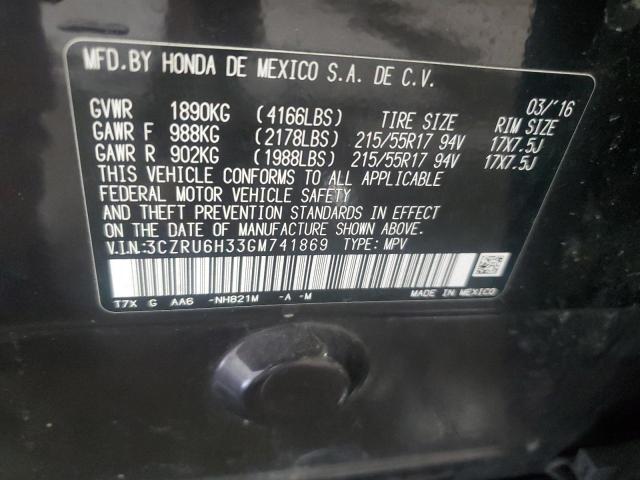 MFD. BY HONDA DE MEXICO S.A. DE C.V.
03/'16
GVWR 1890KG (4166LBS) TIRE SIZE RIM SIZE
GAWR F 988KG (2178LBS) 215/55R17 94V 17X7.5J
GAWR R 902KG (1988LBS) 215/55R17 94V 17X7.5J
THIS VEHICLE CONFORMS TO ALL APPLICABLE
FEDERAL MOTOR VEHICLE SAFETY
AND THEFT PREVENTION STANDARDS IN EFFECT
ON THE DATE OF MANUFACTURE SHOWN ABOVE.
V.I.N.:3CZRU6H33GM741869 TYPE: MPV
T7X G AA6 -NH821M -A -M MADE IN MEXICO